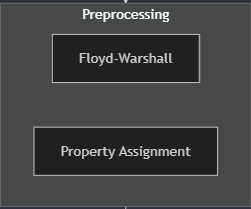 Preprocessing
Floyd-Warshall
Property Assignment